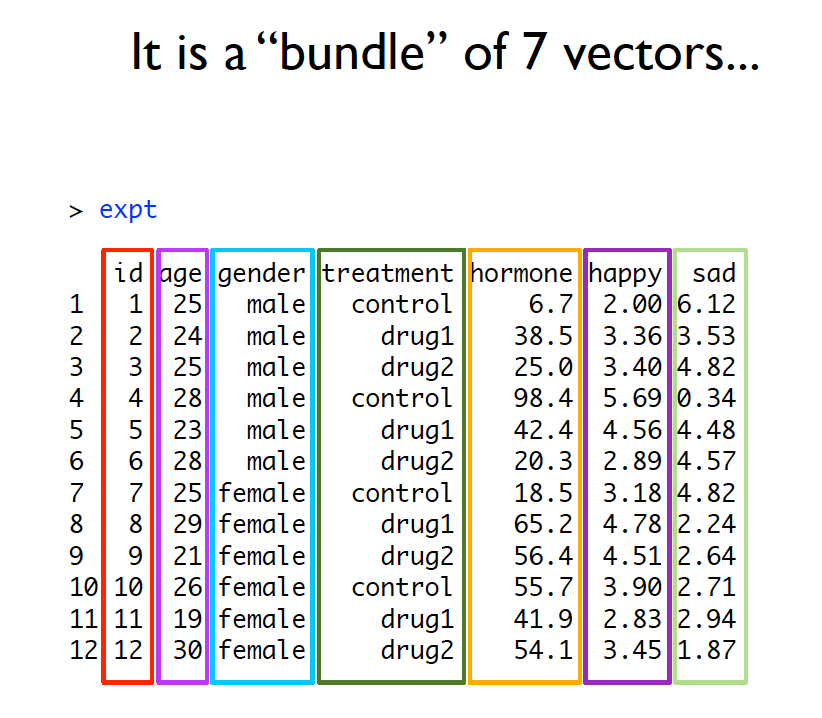 It is a “bundle” of 7 vectors...
> expt
id age gender treatment hormone happy sad
1 1 25 male control 6.7 2.00 6.12
2 2 24 male drug1 38.5 3.36 3.53
3 3 25 male drug2 25.0 3.40 4.82
4 4 28 male control 98.4 5.69 0.34
5 5 23 male drug1 42.4 4.56 4.48
6 6 28 male drug2 20.3 2.89 4.57
7 7 25 female control 18.5 3.18 4.82
8 8 29 female drug1 65.2 4.78 2.24
9 9 21 female drug2 56.4 4.51 2.64
10 10 26 female control 55.7 3.90 2.71
11 11 19 female drug1 41.9 2.83 2.94
12 12 30 female drug2 54.1 3.45 1.87